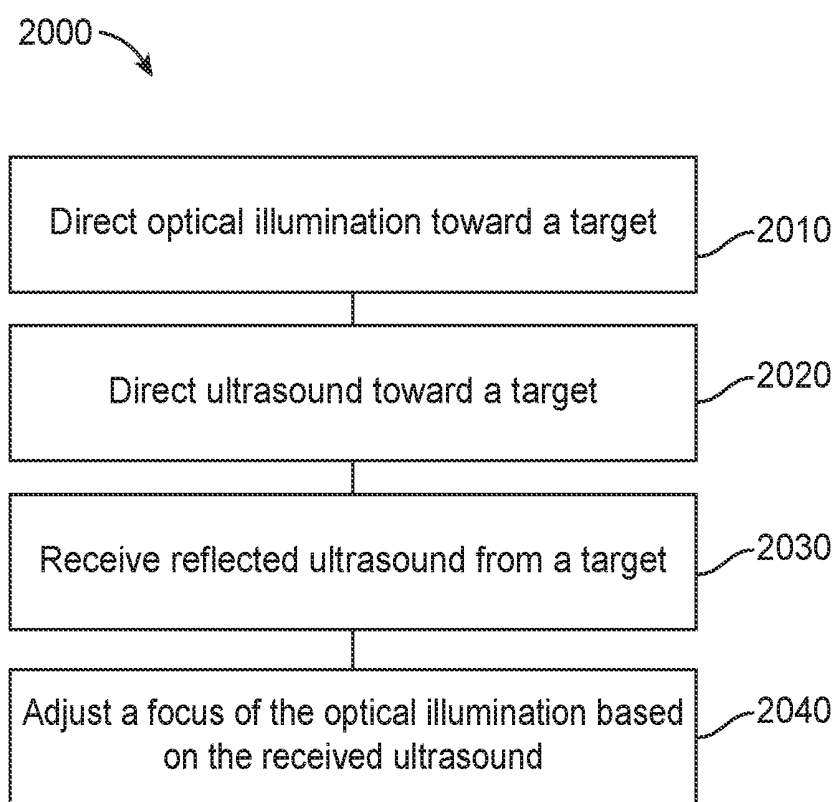 2000
Direct optical illumination toward a target
2010
Direct ultrasound toward a target
2020
Receive reflected ultrasound from a target
2030
Adjust a focus of the optical illumination based
on the received ultrasound
2040